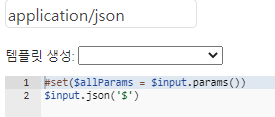 application/json
템플릿 생성:
1 #set($allParams = $input.params())
2 $input.json('$')